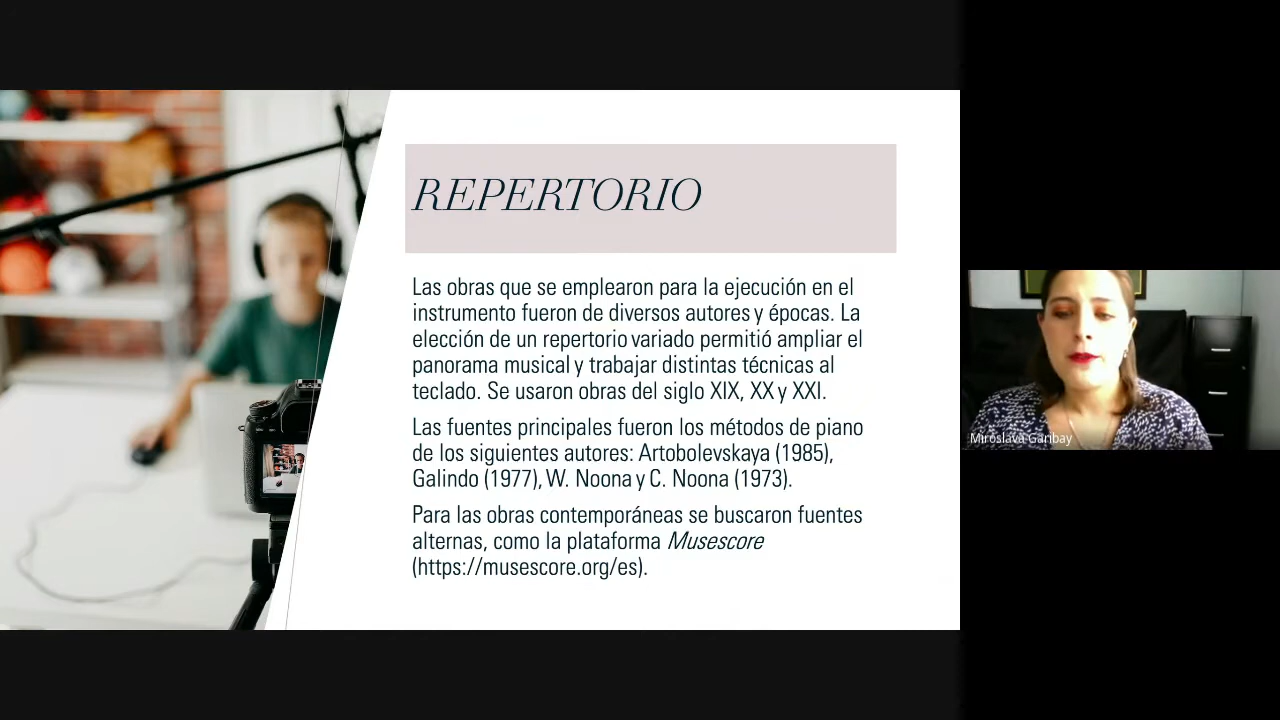 REPERTORIO
Las obras que se emplearon para la ejecución en el
instrumento fueron de diversos autores y épocas. La
elección de un repertorio variado permitió ampliar el
panorama musical y trabajar distintas técnicas al
teclado. Se usaron obras del siglo XIX, XX y XXI.
Las fuentes principales fueron los métodos de piano
de los siguientes autores: Artobolevskaya (1985),
Galindo (1977), W. Noona y C. Noona (1973).
Para las obras contemporáneas se buscaron fuentes
alternas, como la plataforma Musescore
(https://musescore.org/es).
Miroslava Garibay